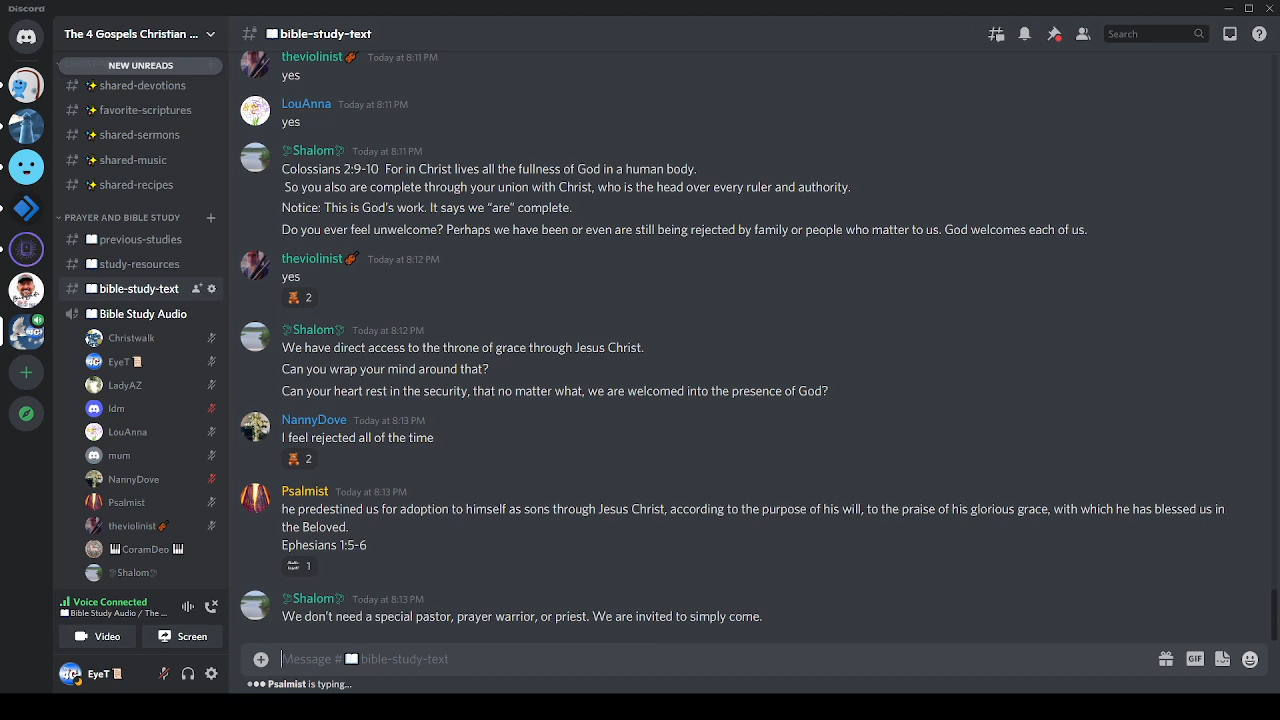 Discord
The 4 Gospels Christian ...
NEW UNREADS
shared-devotions
favorite-scriptures
shared-sermons
shared-music
shared-recipes
PRAYER AND BIBLE STUDY
previous-studies
study-resources
bible-study-text
Bible Study Audio
Christwalk
EyeT
LadyAZ
ldm
LouAnna
mum
NannyDove
Psalmist
theviolinist
CoramDeo
Shalom
Voice Connected
Bible Study Audio / The ...
Video
Screen
EyeT
bible-study-text
Search
theviolinist Today at 8:11 PM
yes
LouAnna Today at 8:11 PM
yes
Shalom Today at 8:11 PM
Colossians 2:9-10 For in Christ lives all the fullness of God in a human body.
So you also are complete through your union with Christ, who is the head over every ruler and authority.
Notice: This is God's work. It says we “are” complete.
Do you ever feel unwelcome? Perhaps we have been or even are still being rejected by family or people who matter to us. God welcomes each of us.
theviolinist Today at 8:12 PM
yes
2
Shalom Today at 8:12 PM
We have direct access to the throne of grace through Jesus Christ.
Can you wrap your mind around that?
Can your heart rest in the security, that no matter what, we are welcomed into the presence of God?
NannyDove Today at 8:13 PM
I feel rejected all of the time
2
Psalmist Today at 8:13 PM
he predestined us for adoption to himself as sons through Jesus Christ, according to the purpose of his will, to the praise of his glorious grace, with which he has blessed us in
the Beloved.
Ephesians 1:5-6
1
Shalom Today at 8:13 PM
We don't need a special pastor, prayer warrior, or priest. We are invited to simply come.
Message # bible-study-text
GIF
Psalmist is typing...